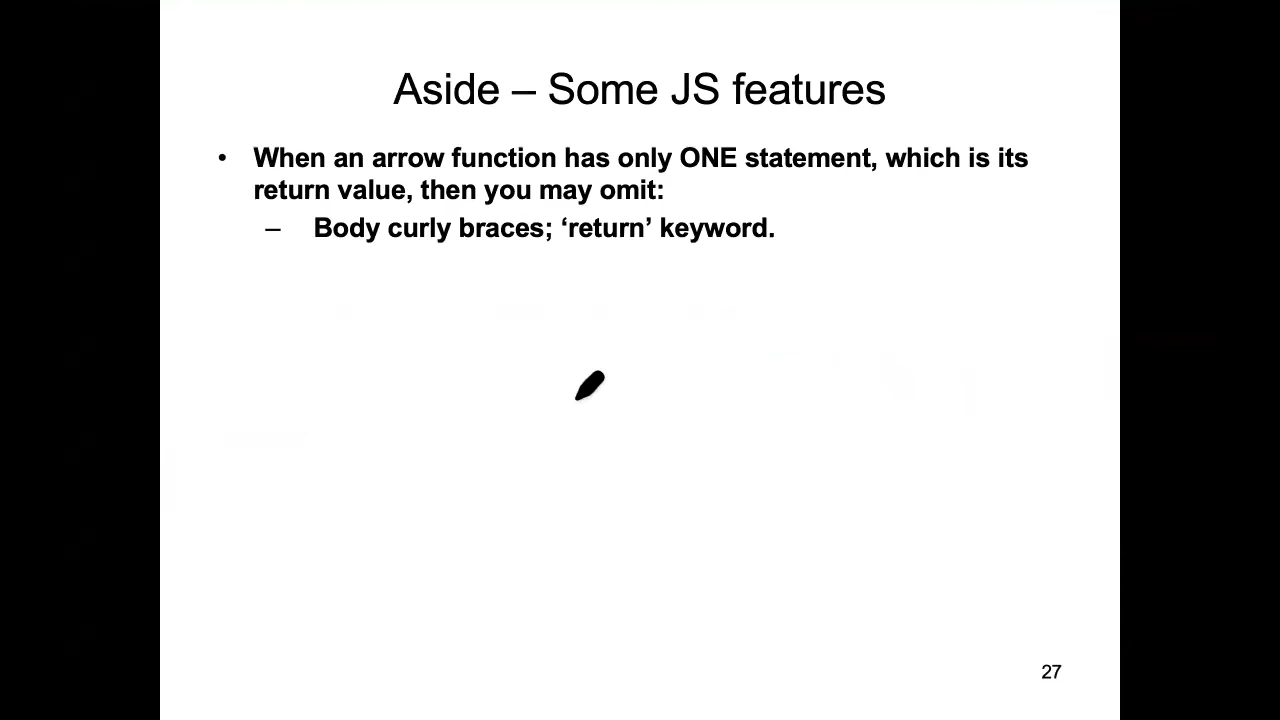 Aside – Some JS features
• When an arrow function has only ONE statement, which is its
return value, then you may omit:
– Body curly braces; ‘return’ keyword.
27